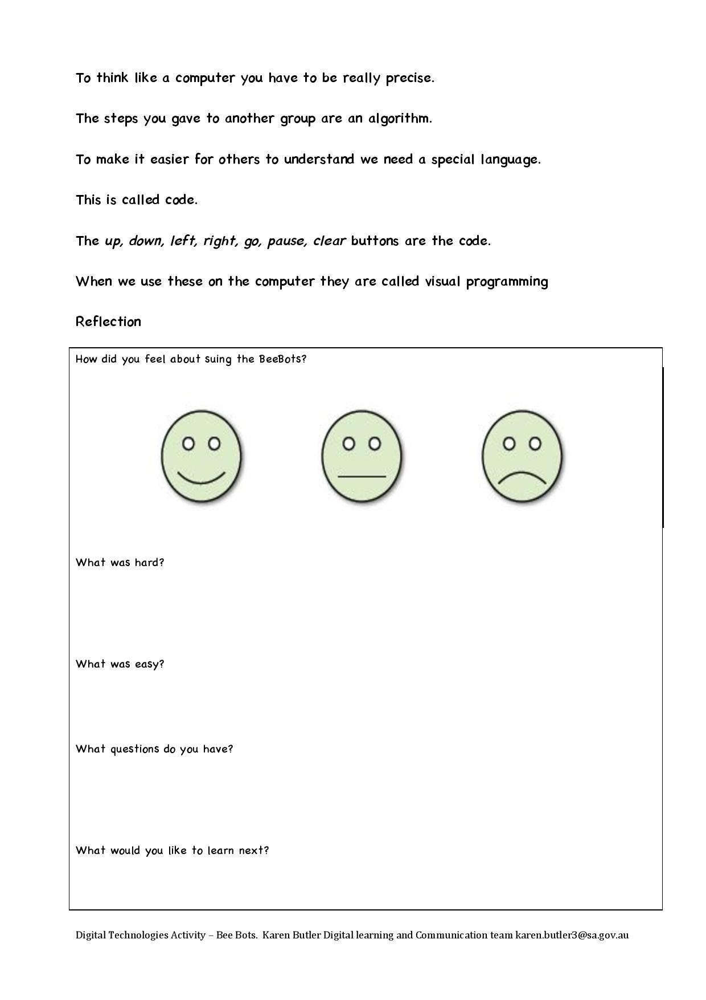 To think like a computer you have to be really precise.
The steps you gave to another group are an algorithm.
To make it easier for others to understand we need a special language.
This is called code.
The up, down, left, right, go, pause, clear buttons are the code.
When we use these on the computer they are called visual programming
Reflection
How did you feel about suing the BeeBots?
What was hard?
What was easy?
What questions do you have?
What would you like to learn next?
Digital Technologies Activity – Bee Bots.  Karen Butler Digital learning and Communication team karen.butler3@sa.gov.au